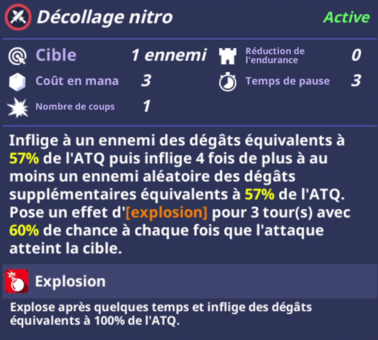 Décollage nitro
Active
Cible 1 ennemi
Réduction de l'endurance 0
Coût en mana 3
Temps de pause 3
Nombre de coups 1
Inflige à un ennemi des dégâts équivalents à
57% de l'ATQ puis inflige 4 fois de plus à au
moins un ennemi aléatoire des dégâts
supplémentaires équivalents à 57% de l'ATQ.
Pose un effet d'[explosion] pour 3 tour(s) avec
60% de chance à chaque fois que l'attaque
atteint la cible.
Explosion
Explose après quelques temps et inflige des dégâts
équivalents à 100% de l'ATQ.